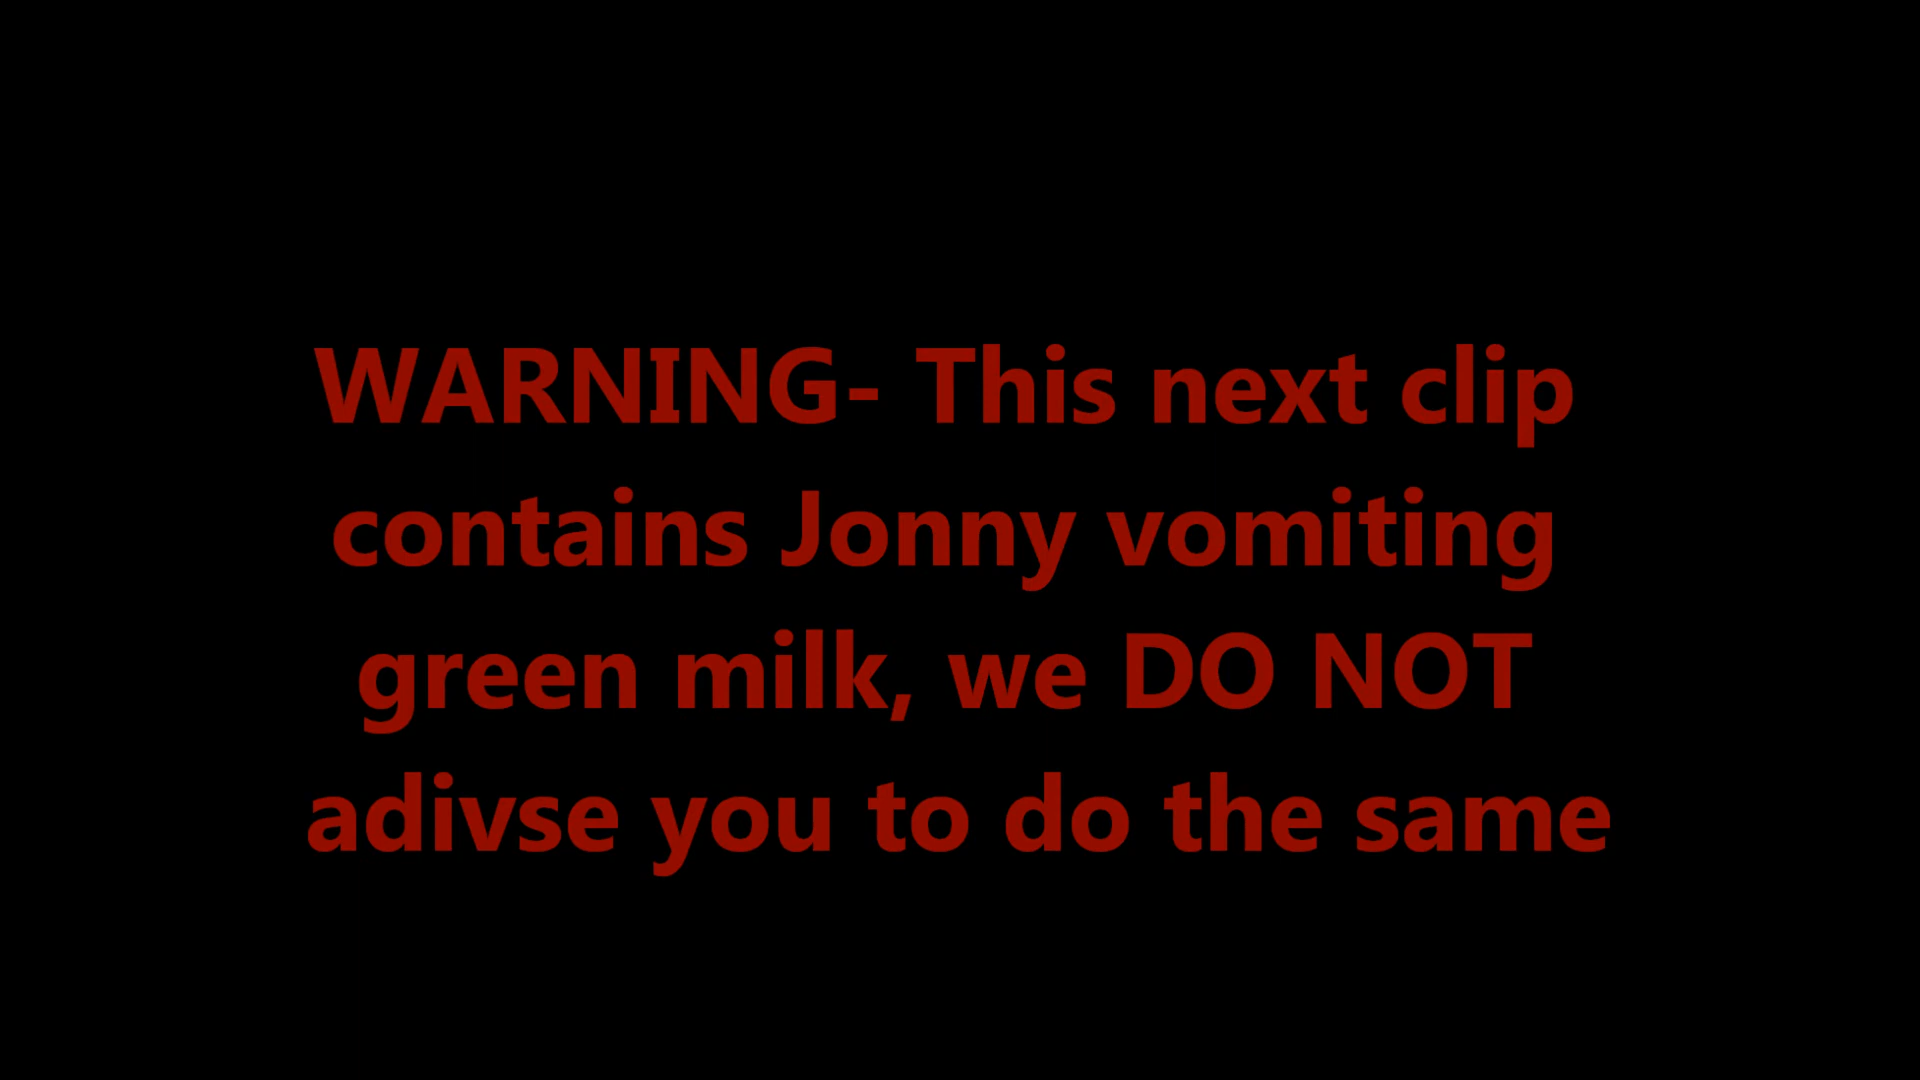 WARNING- This next clip
contains Jonny vomiting
green milk, we DO NOT
adivse you to do the same